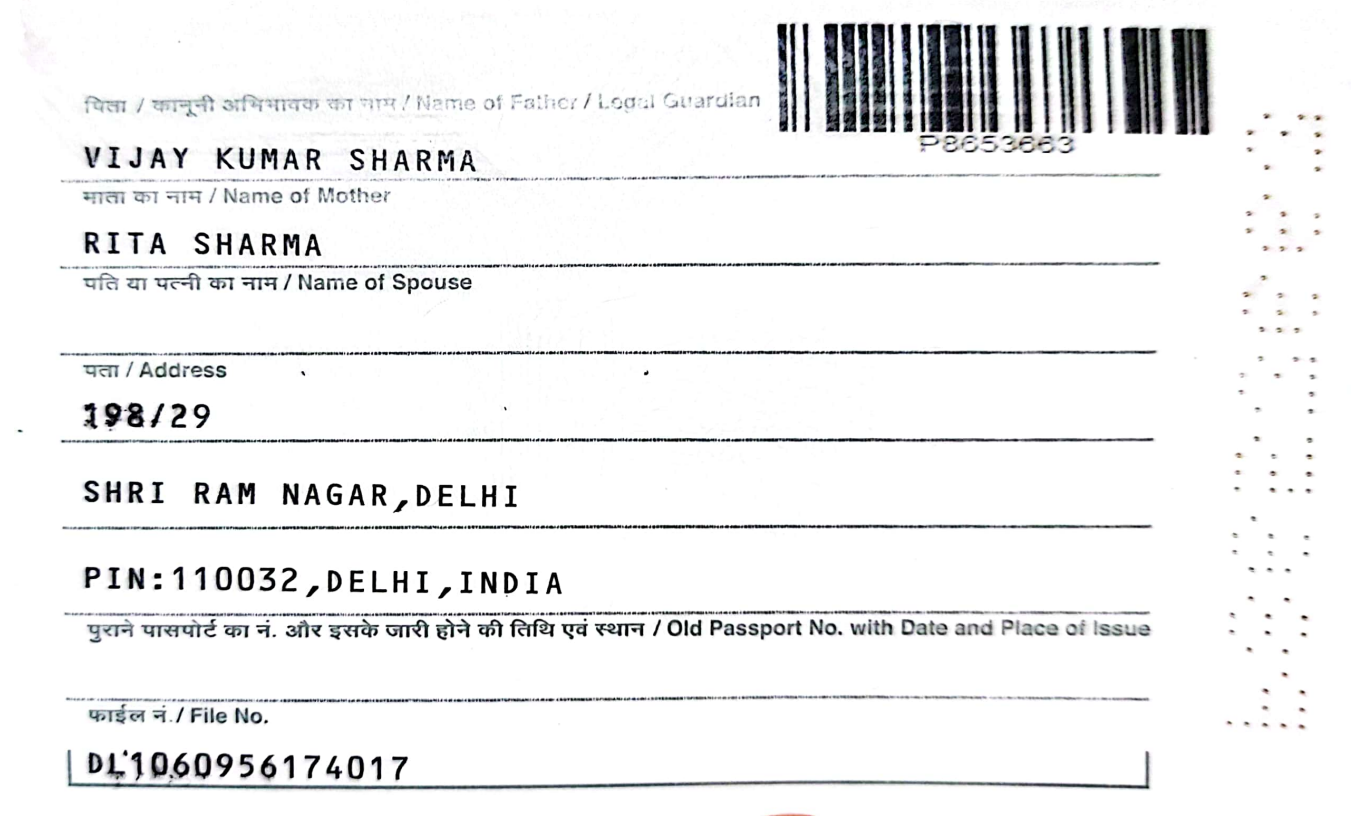 पिता / कानूनी अभिभावक का नाम / Name of Father / Legal Guardian
P8653663
VIJAY KUMAR SHARMA
माता का नाम / Name of Mother
RITA SHARMA
पति या पत्नी का नाम / Name of Spouse
पता / Address
198/29
SHRI RAM NAGAR,DELHI
PIN:110032,DELHI,INDIA
पुराने पासपोर्ट का नं. और इसके जारी होने की तिथि एवं स्थान / Old Passport No. with Date and Place of Issue
फाईल नं./ File No.
DL1060956174017